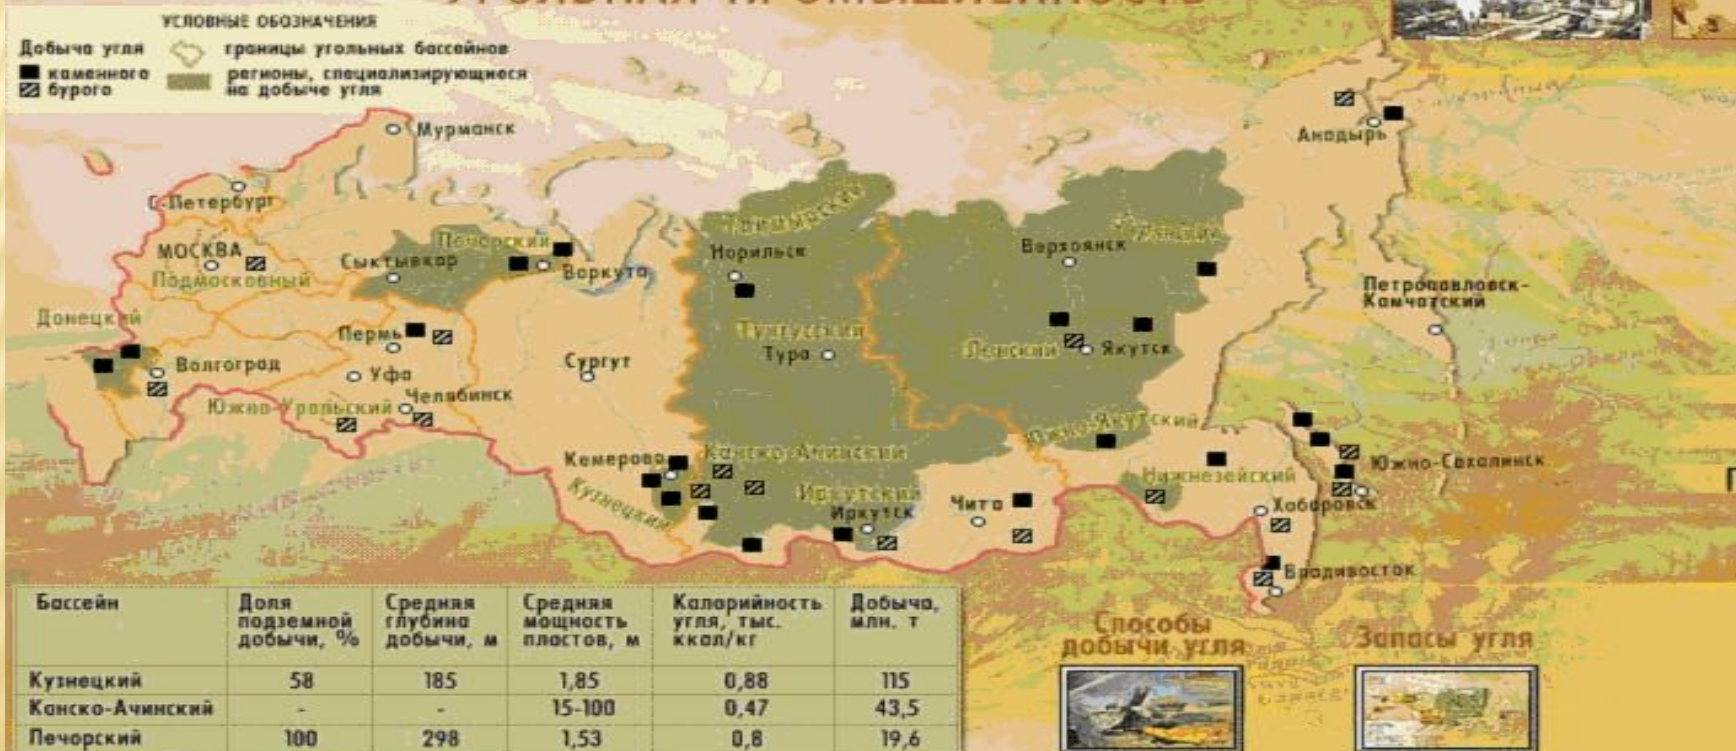 УГОЛЬНАЯ ПРОМЫШЛЕННОСТЬ
УСЛОВНЫЕ ОБОЗНАЧЕНИЯ
Добыча угля
каменного
бурого
границы угольных бассейнов
регионы, специализирующиеся
на добыче угля
Мурманск
Анадырь
С-Петербург
МОСКВА
Подмосковный
Сыктывкар
Печорский
Воркута
Норильск
Таймырский
Верхоянск
Зырянский
Петропавловск-
Камчатский
Донецкий
Волгоград
Пермь
Уфа
Сургут
Тунгусский
Тура
Ленский
Якутск
Южно-Уральский
Челябинск
Кемерово
Кузнецкий
Канско-Ачинский
Иркутский
Иркутск
Чита
Южно-Якутский
Нижнезейский
Южно-Сахалинск
Хабаровск
Владивосток
Бассейн
Доля
подземной
добычи, %
Средняя
глубина
добычи, м
Средняя
мощность
пластов, м
Калорийность
угля, тыс.
ккал/кг
Добыча,
млн. т
Кузнецкий 58 185 1,85 0,88 115
Канско-Ачинский - - 15-100 0,47 43,5
Печорский 100 298 1,53 0,8 19,6
Способы
добычи угля
Запасы угля